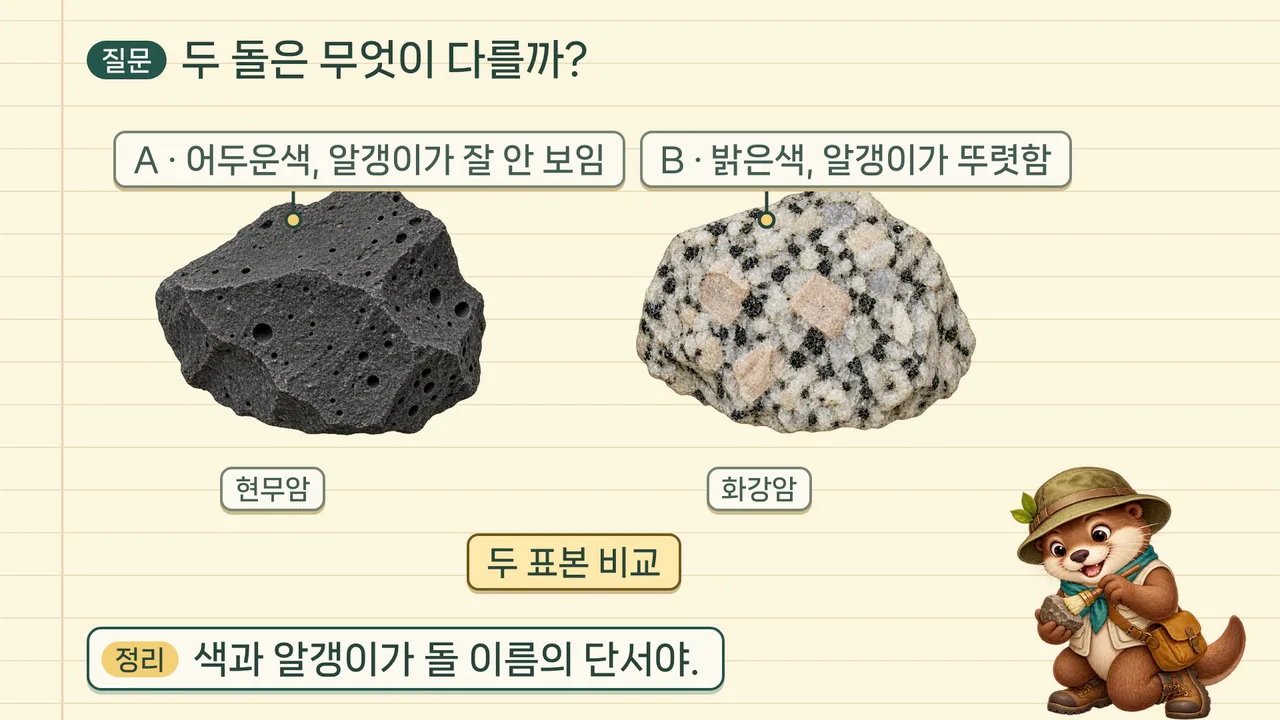 질문 두 돌은 무엇이 다를까?
A · 어두운색, 알갱이가 잘 안 보임
B · 밝은색, 알갱이가 뚜렷함
현무암
화강암
두 표본 비교
정리 색과 알갱이가 돌 이름의 단서야.